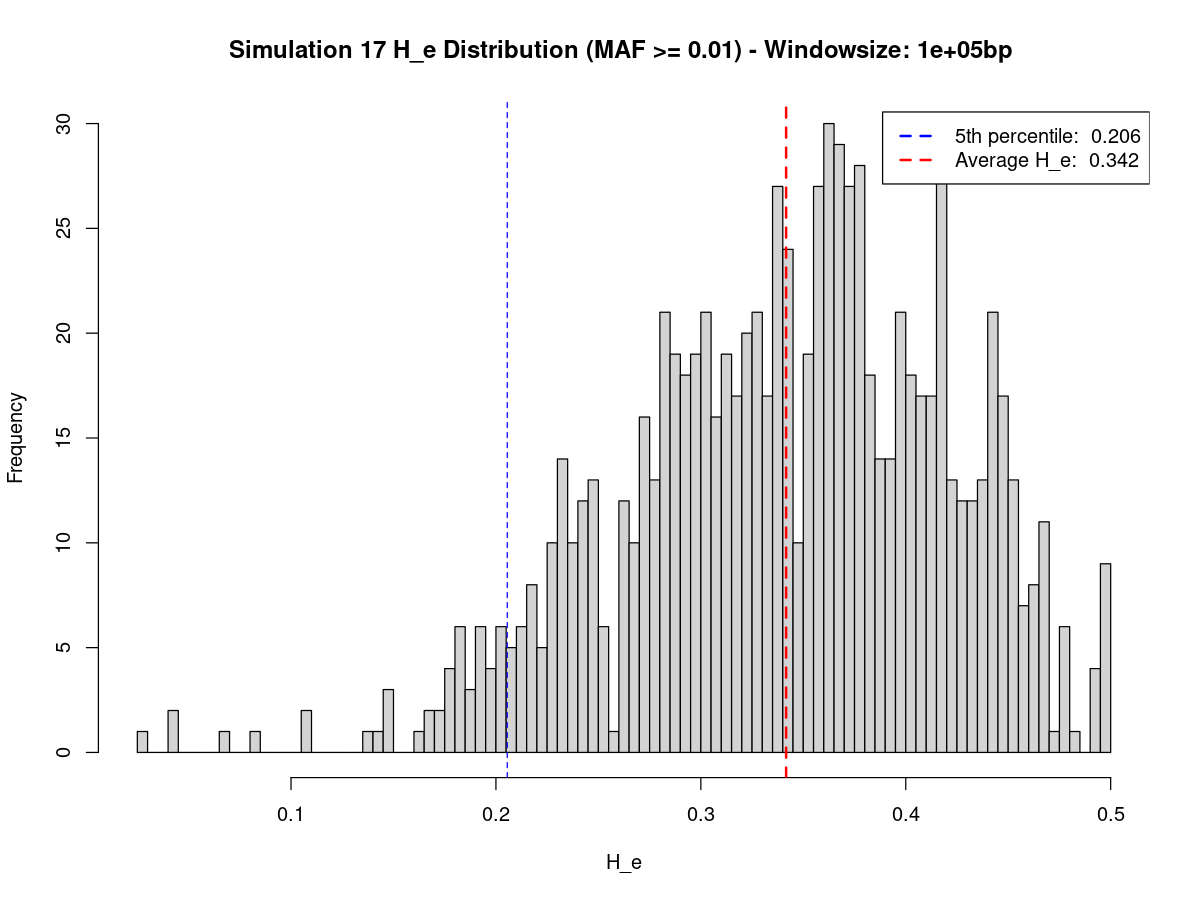 Simulation 17 H_e Distribution (MAF >= 0.01) - Windowsize: 1e+05bp
5th percentile: 0.206
Average H_e: 0.342
Frequency
30
25
20
15
10
5
0
0.1 0.2 0.3 0.4 0.5
H_e